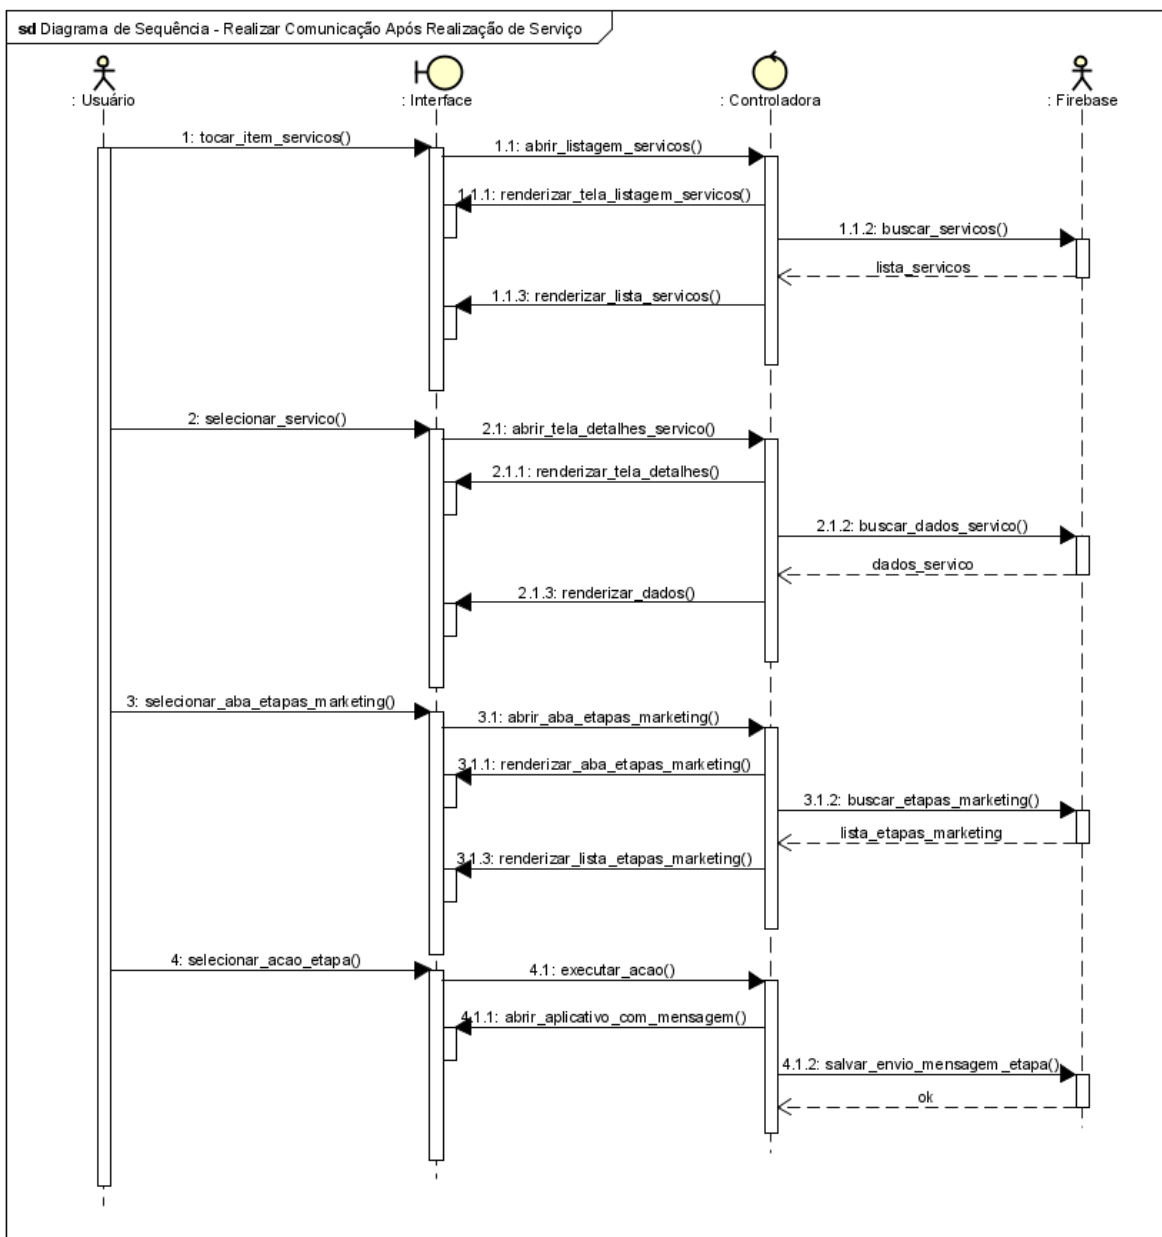 sd Diagrama de Sequência - Realizar Comunicação Após Realização de Serviço
: Usuário
: Interface
: Controladora
: Firebase
1: tocar_item_servicos()
1.1: abrir_listagem_servicos()
1.1.1: renderizar_tela_listagem_servicos()
1.1.2: buscar_servicos()
lista_servicos
1.1.3: renderizar_lista_servicos()
2: selecionar_servico()
2.1: abrir_tela_detalhes_servico()
2.1.1: renderizar_tela_detalhes()
2.1.2: buscar_dados_servico()
dados_servico
2.1.3: renderizar_dados()
3: selecionar_aba_etapas_marketing()
3.1: abrir_aba_etapas_marketing()
3.1.1: renderizar_aba_etapas_marketing()
3.1.2: buscar_etapas_marketing()
lista_etapas_marketing
3.1.3: renderizar_lista_etapas_marketing()
4: selecionar_acao_etapa()
4.1: executar_acao()
4.1.1: abrir_aplicativo_com_mensagem()
4.1.2: salvar_envio_mensagem_etapa()
ok